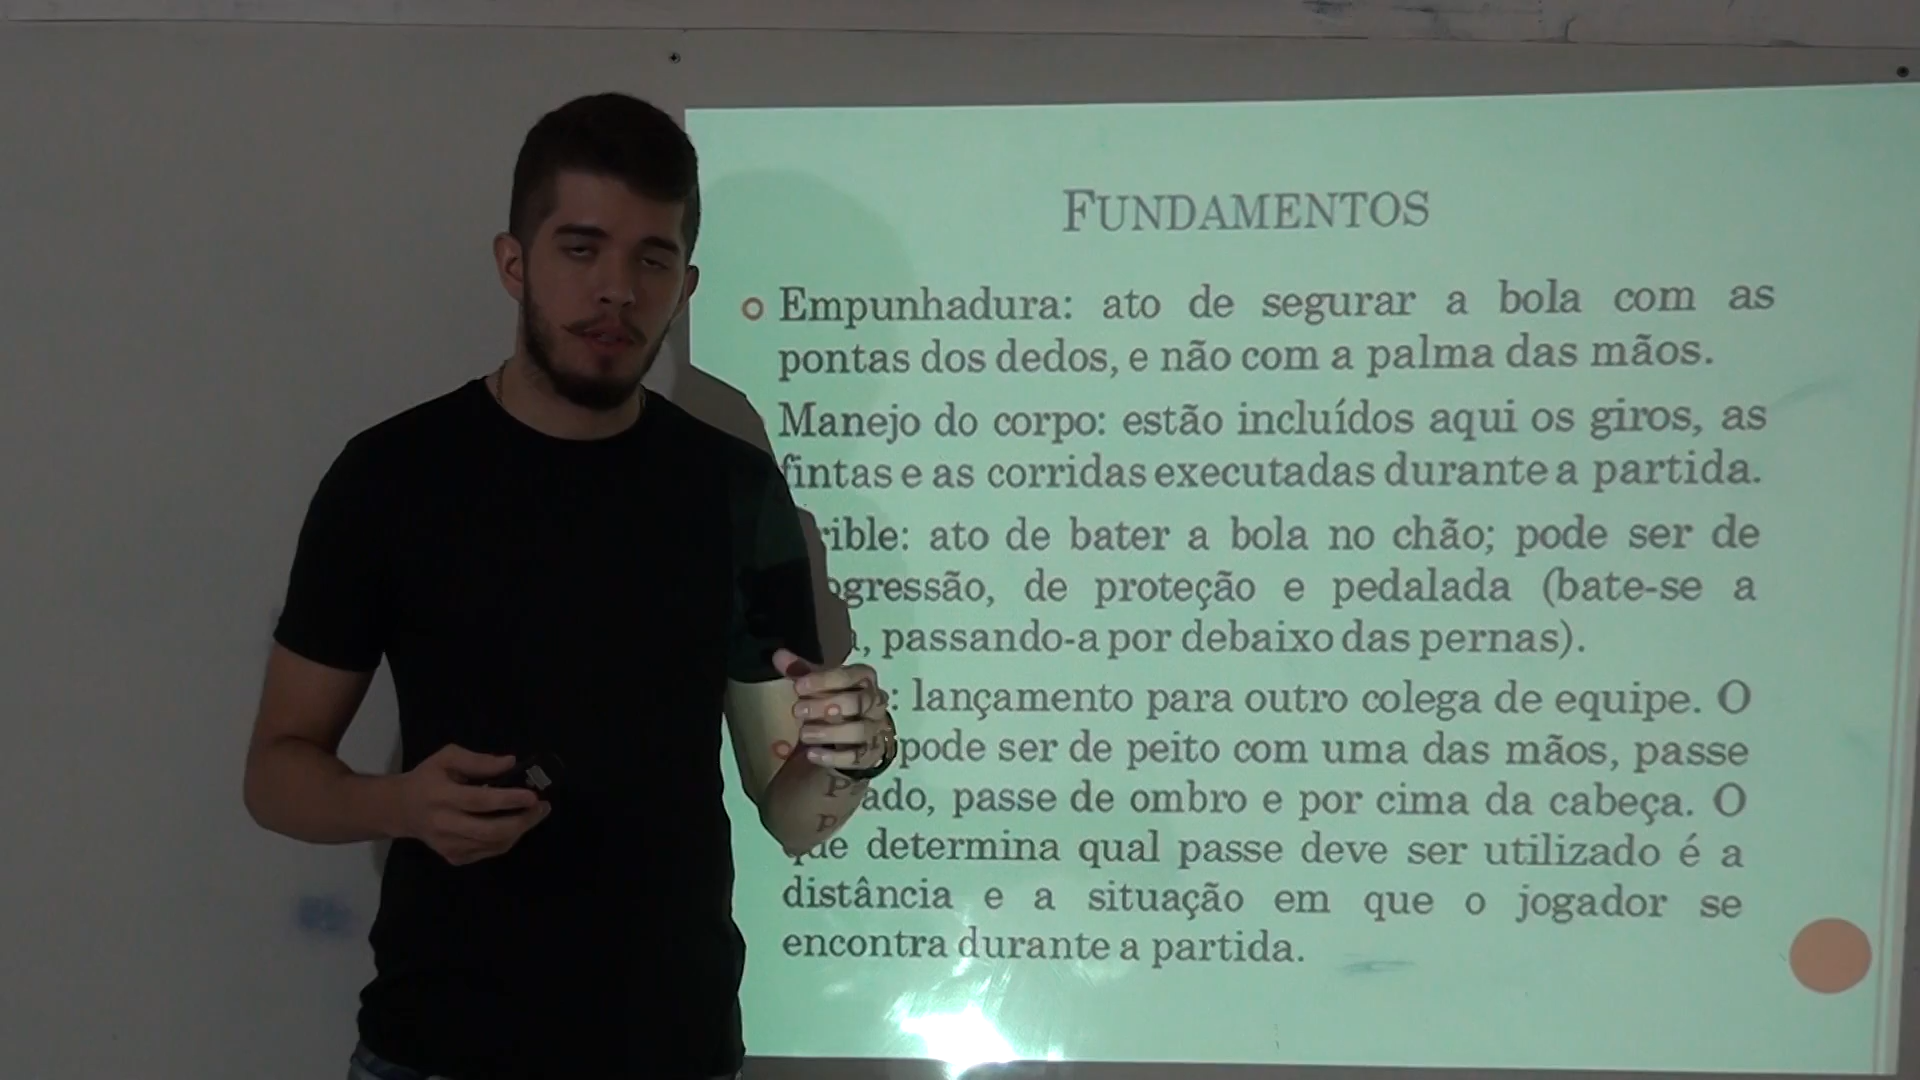 FUNDAMENTOS
Empunhadura: ato de segurar a bola com as
pontas dos dedos, e não com a palma das mãos.
Manejo do corpo: estão incluídos aqui os giros, as
fintas e as corridas executadas durante a partida.
: ato de bater a bola no chão; pode ser de
, de proteção e pedalada (bate-se a
, passando-a por debaixo das pernas).
: lançamento para outro colega de equipe. O
pode ser de peito com uma das mãos, passe
, passe de ombro e por cima da cabeça. O
que determina qual passe deve ser utilizado é a
distância e a situação em que o jogador se
encontra durante a partida.